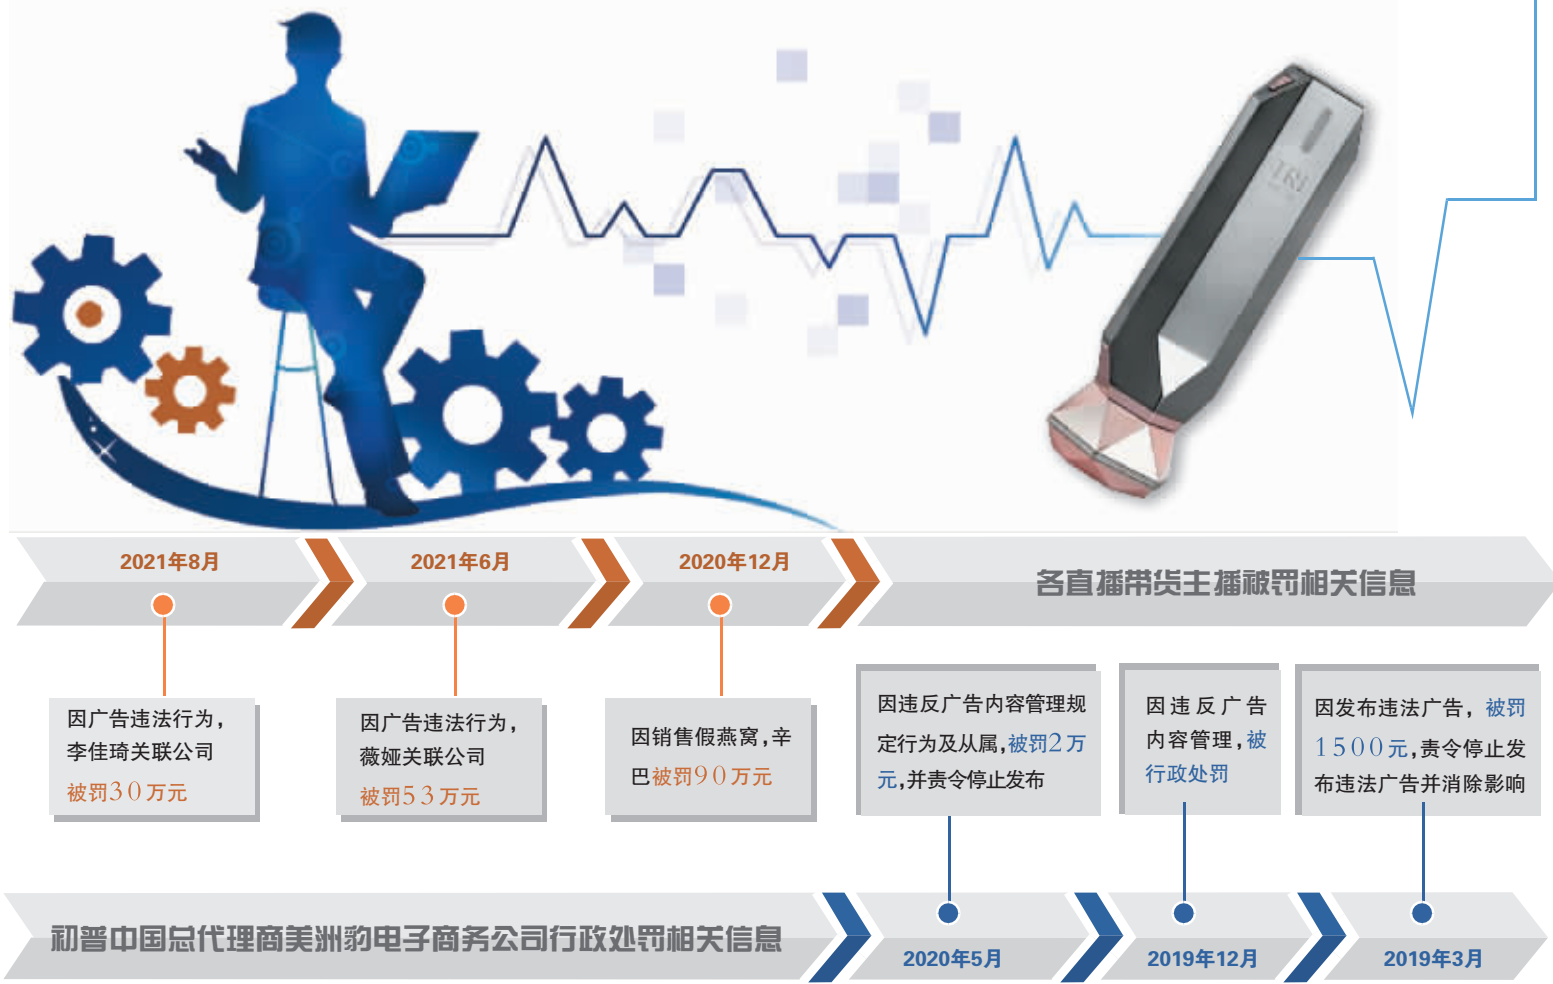 TRI
2021年8月
2021年6月
2020年12月
各直播带货主播被罚相关信息
因广告违法行为，
李佳琦关联公司
被罚30万元
因广告违法行为，
薇娅关联公司
被罚53万元
因销售假燕窝，辛
巴被罚90万元
因违反广告内容管理规
定行为及从属，被罚2万
元，并责令停止发布
因违反广告
内容管理，被
行政处罚
因发布违法广告，被罚
1500元，责令停止发
布违法广告并消除影响
初普中国总代理商美洲豹电子商务公司行政处罚相关信息
2020年5月
2019年12月
2019年3月